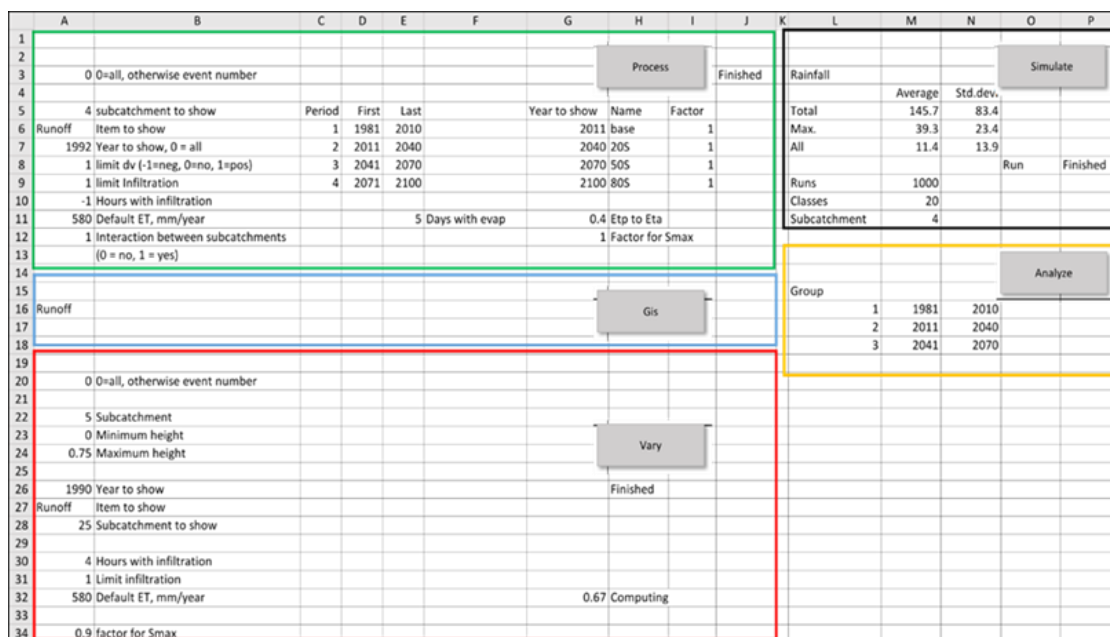 A B C D E F G H I J K L M N O P
1
2
3 0 0=all, otherwise event number Process Finished Rainfall Simulate
4 Average Std.dev.
5 4 subcatchment to show Period First Last Year to show Name Factor Total 145.7 83.4
6 Runoff Item to show 1 1981 2010 2011 base 1 Max. 39.3 23.4
7 1992 Year to show, 0 = all 2 2011 2040 2040 20S 1 All 11.4 13.9
8 1 limit dv (-1=neg, 0=no, 1=pos) 3 2041 2070 2070 50S 1 Run Finished
9 1 limit Infiltration 4 2071 2100 2100 80S 1 Runs 1000
10 -1 Hours with infiltration Classes 20
11 580 Default ET, mm/year 5 Days with evap 0.4 Etp to Eta Subcatchment 4
12 1 Interaction between subcatchments 1 Factor for Smax
13 (0 = no, 1 = yes)
14 Analyze
15 Group
16 Runoff Gis 1 1981 2010
17 2 2011 2040
18 3 2041 2070
19
20 0 0=all, otherwise event number
21
22 5 Subcatchment
23 0 Minimum height Vary
24 0.75 Maximum height
25
26 1990 Year to show Finished
27 Runoff Item to show
28 25 Subcatchment to show
29
30 4 Hours with infiltration
31 1 Limit infiltration
32 580 Default ET, mm/year 0.67 Computing
33
34 0.9 factor for Smax